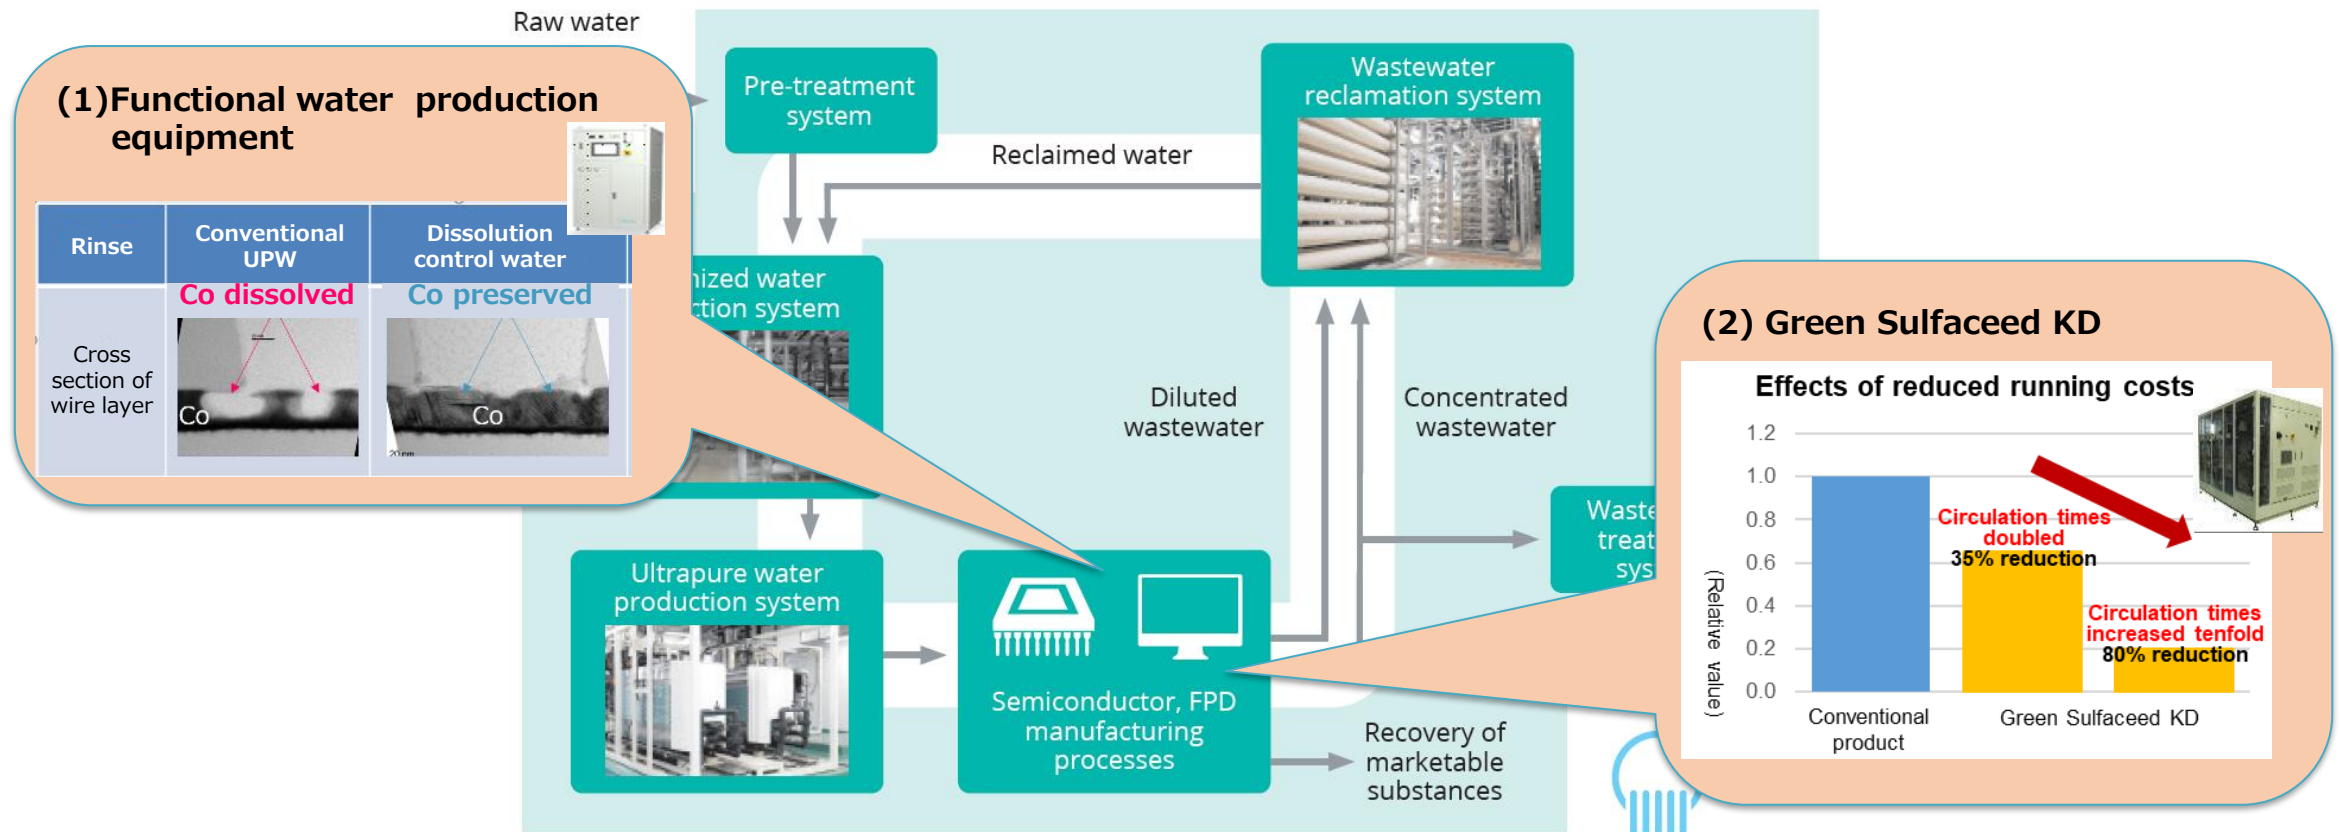 Raw water
(1)Functional water production
equipment
Rinse
Conventional
UPW
Dissolution
control water
Co dissolved
Co preserved
Cross
section of
wire layer
Co
Co
20 nm
Pre-treatment
system
Reclaimed water
Wastewater
reclamation system
nized water
ction system
Diluted
wastewater
Concentrated
wastewater
Waste
treat
sys
Ultrapure water
production system
Semiconductor, FPD
manufacturing
processes
Recovery of
marketable
substances
(2) Green Sulfaceed KD
Effects of reduced running costs
(Relative value)
1.2
1.0
0.8
0.6
0.4
0.2
0.0
Circulation times
doubled
35% reduction
Circulation times
increased tenfold
80% reduction
Conventional
product
Green Sulfaceed KD